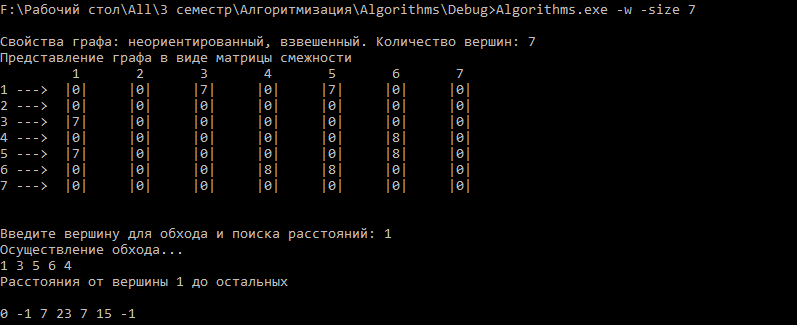 F:\Рабочий стол\All\3 семестр\Алгоритмизация\Algorithms\Debug>Algorithms.exe -w -size 7
Свойства графа: неориентированный, взвешенный. Количество вершин: 7
Представление графа в виде матрицы смежности
1 2 3 4 5 6 7
1 ---> |0| |0| |7| |0| |7| |0| |0|
2 ---> |0| |0| |0| |0| |0| |0| |0|
3 ---> |7| |0| |0| |0| |0| |0| |0|
4 ---> |0| |0| |0| |0| |0| |8| |0|
5 ---> |7| |0| |0| |0| |0| |8| |0|
6 ---> |0| |0| |0| |8| |8| |0| |0|
7 ---> |0| |0| |0| |0| |0| |0| |0|
Введите вершину для обхода и поиска расстояний: 1
Осуществление обхода...
1 3 5 6 4
Расстояния от вершины 1 до остальных
0 -1 7 23 7 15 -1